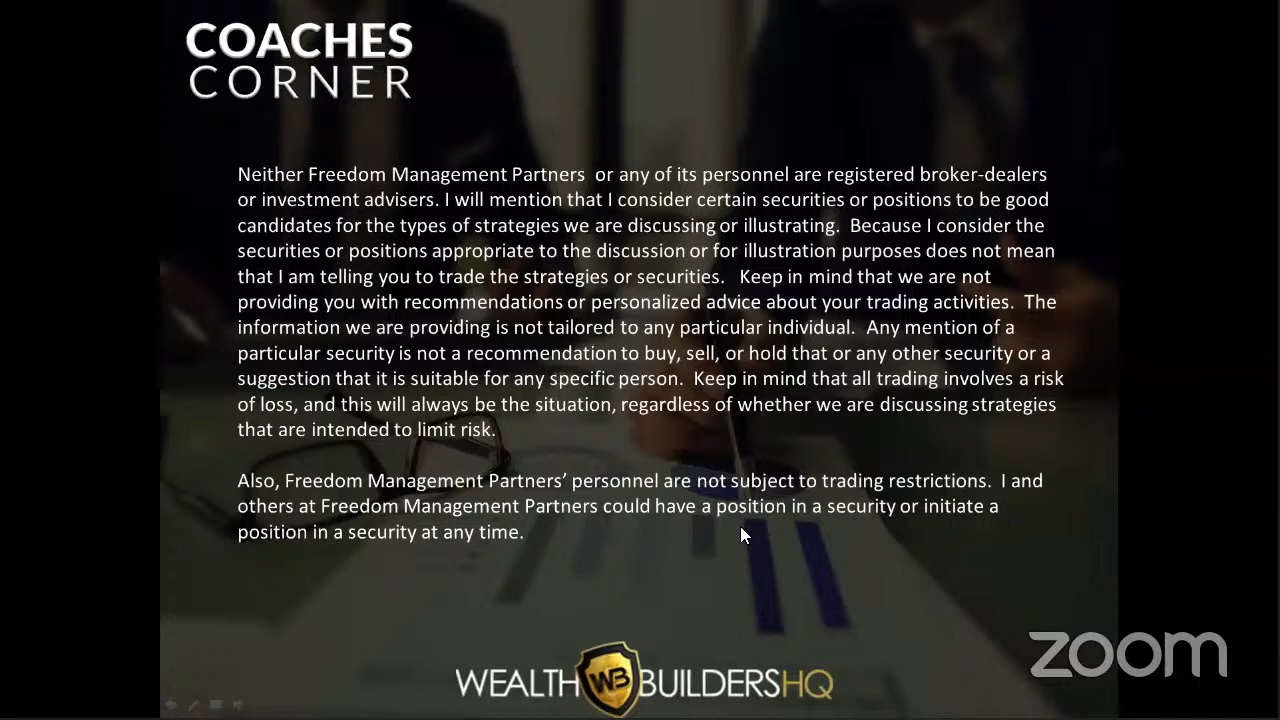 COACHES
CORNER
Neither Freedom Management Partners  or any of its personnel are registered broker-dealers
or investment advisers. I will mention that I consider certain securities or positions to be good
candidates for the types of strategies we are discussing or illustrating.  Because I consider the
securities or positions appropriate to the discussion or for illustration purposes does not mean
that I am telling you to trade the strategies or securities.   Keep in mind that we are not
providing you with recommendations or personalized advice about your trading activities.  The
information we are providing is not tailored to any particular individual.  Any mention of a
particular security is not a recommendation to buy, sell, or hold that or any other security or a
suggestion that it is suitable for any specific person.  Keep in mind that all trading involves a risk
of loss, and this will always be the situation, regardless of whether we are discussing strategies
that are intended to limit risk.
Also, Freedom Management Partners’ personnel are not subject to trading restrictions.  I and
others at Freedom Management Partners could have a position in a security or initiate a
position in a security at any time.
zoom
WEALTH WB BUILDERSHQ